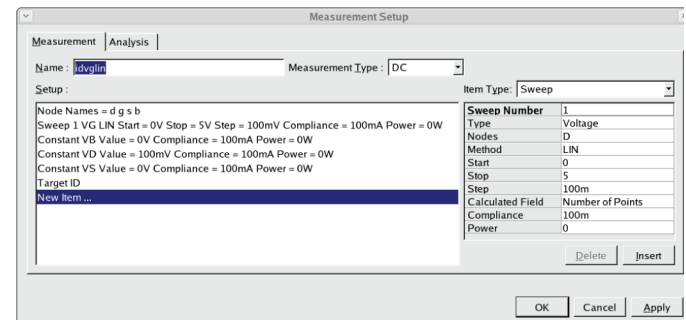 Measurement Setup
Measurement Analysis
Name : idvglin Measurement Type : DC
Setup : Item Type: Sweep
Node Names = d g s b
Sweep 1 VG LIN Start = 0V Stop = 5V Step = 100mV Compliance = 100mA Power = 0W
Constant VB Value = 0V Compliance = 100mA Power = 0W
Constant VD Value = 100mV Compliance = 100mA Power = 0W
Constant VS Value = 0V Compliance = 100mA Power = 0W
Target ID
New Item ...
Sweep Number 1
Type Voltage
Nodes D
Method LIN
Start 0
Stop 5
Step 100m
Calculated Field Number of Points
Compliance 100m
Power 0
Delete Insert
OK Cancel Apply